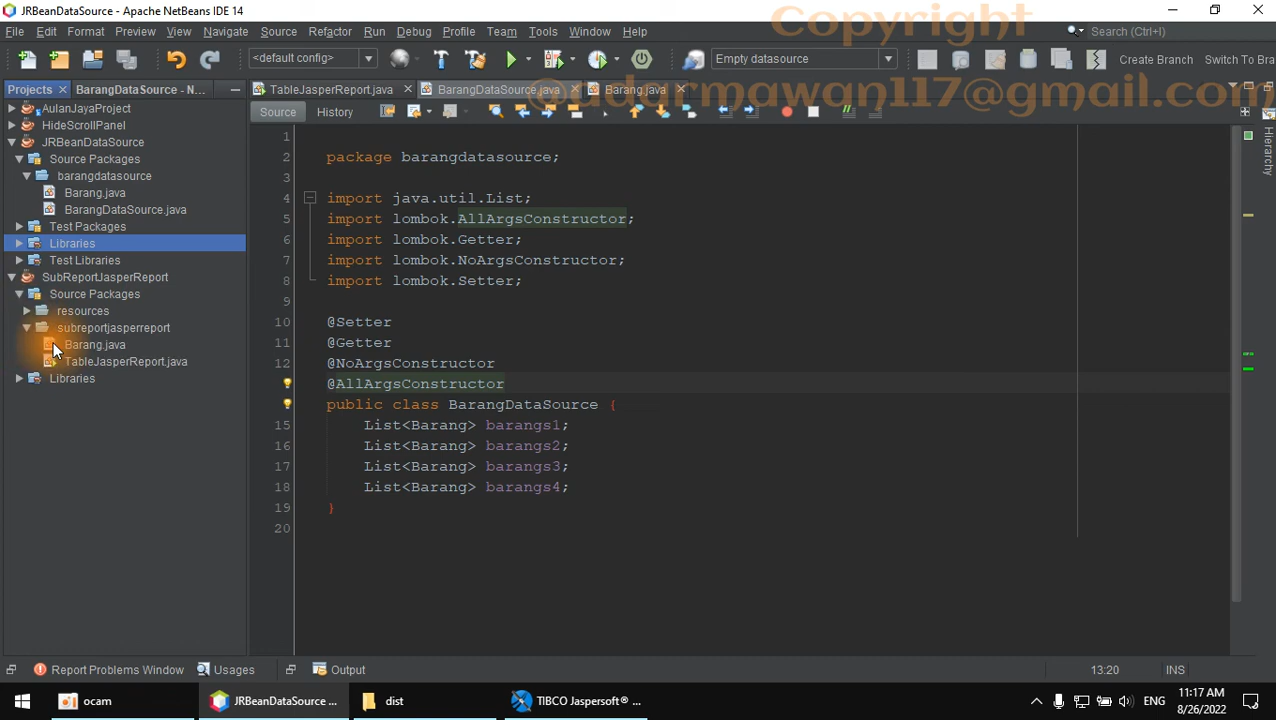 JRBeanDataSource - Apache NetBeans IDE 14
Copyright
File Edit Format Preview View Navigate Source Refactor Run Debug Profile Team Tools Window Help Search (Ctrl+I)
<default config> Empty datasource Create Branch Switch To Bra
Projects BarangDataSource - N... TableJasperReport.java BarangDataSource.java Barang.java
Source History
AulanJayaProject
HideScrollPanel
JRBeanDataSource
Source Packages
barangdatasource
Barang.java
BarangDataSource.java
Test Packages
Libraries
Test Libraries
SubReportJasperReport
Source Packages
resources
subreportjasperreport
Barang.java
TableJasperReport.java
Libraries
1
2 package barangdatasource;
3
4 import java.util.List;
5 import lombok.AllArgsConstructor;
6 import lombok.Getter;
7 import lombok.NoArgsConstructor;
8 import lombok.Setter;
9
10 @Setter
11 @Getter
12 @NoArgsConstructor
@AllArgsConstructor
public class BarangDataSource {
15 List<Barang> barangs1;
16 List<Barang> barangs2;
17 List<Barang> barangs3;
18 List<Barang> barangs4;
19 }
20
Hierarchy
Report Problems Window Usages Output 13:20 INS
ocam JRBeanDataSource ... dist TIBCO Jaspersoft® ... ENG
11:17 AM
8/26/2022